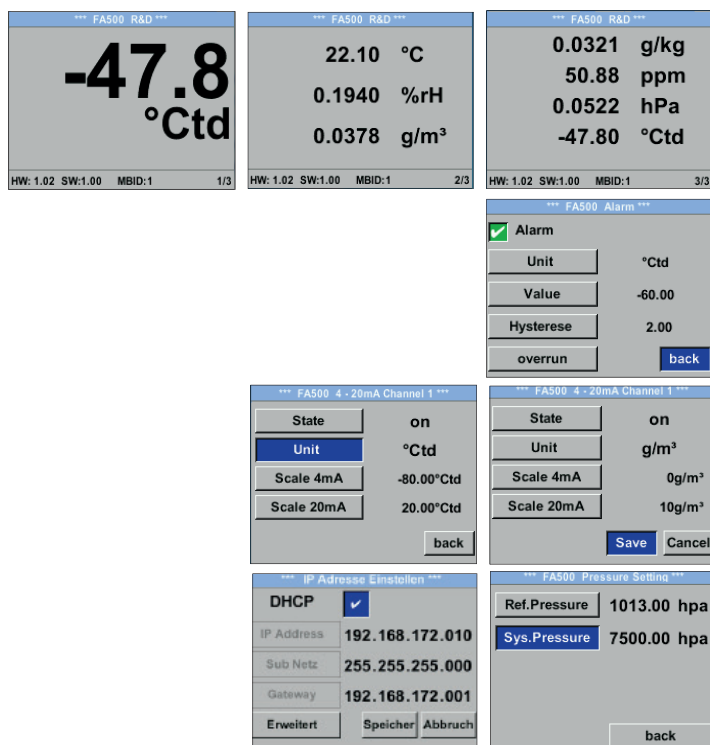 *** FA500 R&D ***
-47.8
°Ctd
HW: 1.02 SW:1.00 MBID:1 1/3
*** FA500 R&D ***
22.10 °C
0.1940 %rH
0.0378 g/m³
HW: 1.02 SW:1.00 MBID:1 2/3
*** FA500 R&D ***
0.0321 g/kg
50.88 ppm
0.0522 hPa
-47.80 °Ctd
HW: 1.02 SW:1.00 MBID:1 3/3
*** FA500 Alarm ***
Alarm
Unit °Ctd
Value -60.00
Hysterese 2.00
overrun back
*** FA500 4 - 20mA Channel 1 ***
State on
Unit °Ctd
Scale 4mA -80.00°Ctd
Scale 20mA 20.00°Ctd
back
*** FA500 4 - 20mA Channel 1 ***
State on
Unit g/m³
Scale 4mA 0g/m³
Scale 20mA 10g/m³
Save Cancel
*** IP Adresse Einstellen ***
DHCP
IP Address 192.168.172.010
Sub Netz 255.255.255.000
Gateway 192.168.172.001
Erweitert Speicher Abbruch
*** FA500 Pressure Setting ***
Ref.Pressure 1013.00 hpa
Sys.Pressure 7500.00 hpa
back